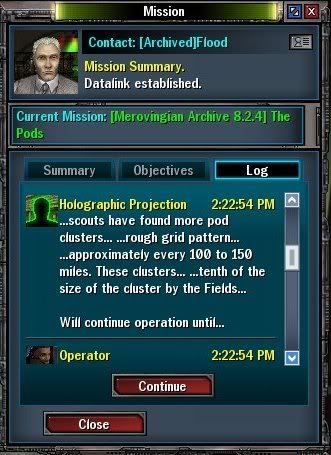 Mission
Contact: [Archived]Flood
Mission Summary.
Datalink established.
Current Mission: [Merovingian Archive 8.2.4] The
Pods
Summary Objectives Log
Holographic Projection 2:22:54 PM
...scouts have found more pod
clusters... ...rough grid pattern...
...approximately every 100 to 150
miles. These clusters... ...tenth of the
size of the cluster by the Fields...
Will continue operation until...
Operator 2:22:54 PM
Continue
Close